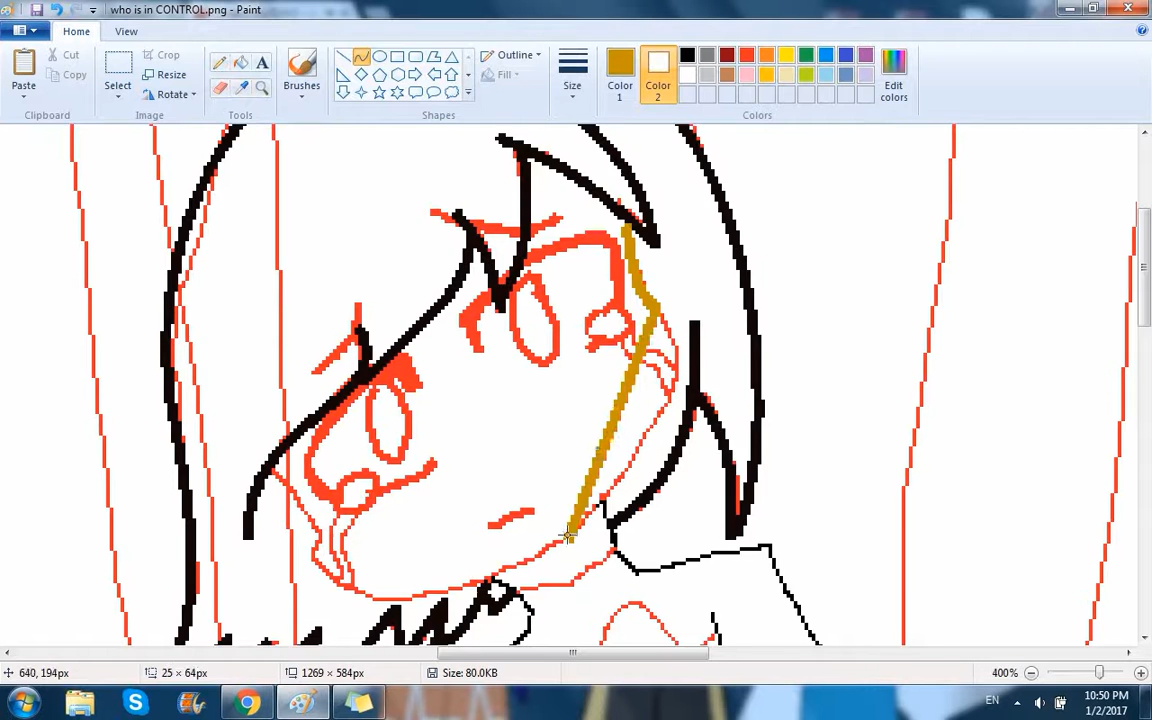 who is in CONTROL.png - Paint
Home View
Paste
Cut
Copy
Clipboard
Select
Crop
Resize
Rotate
Image
A
Tools
Brushes
Outline
Fill
Shapes
Size
Color 1
Color 2
Edit colors
Colors
640, 194px
25 × 64px
1269 × 584px
Size: 80.0KB
400%
EN
10:50 PM
1/2/2017